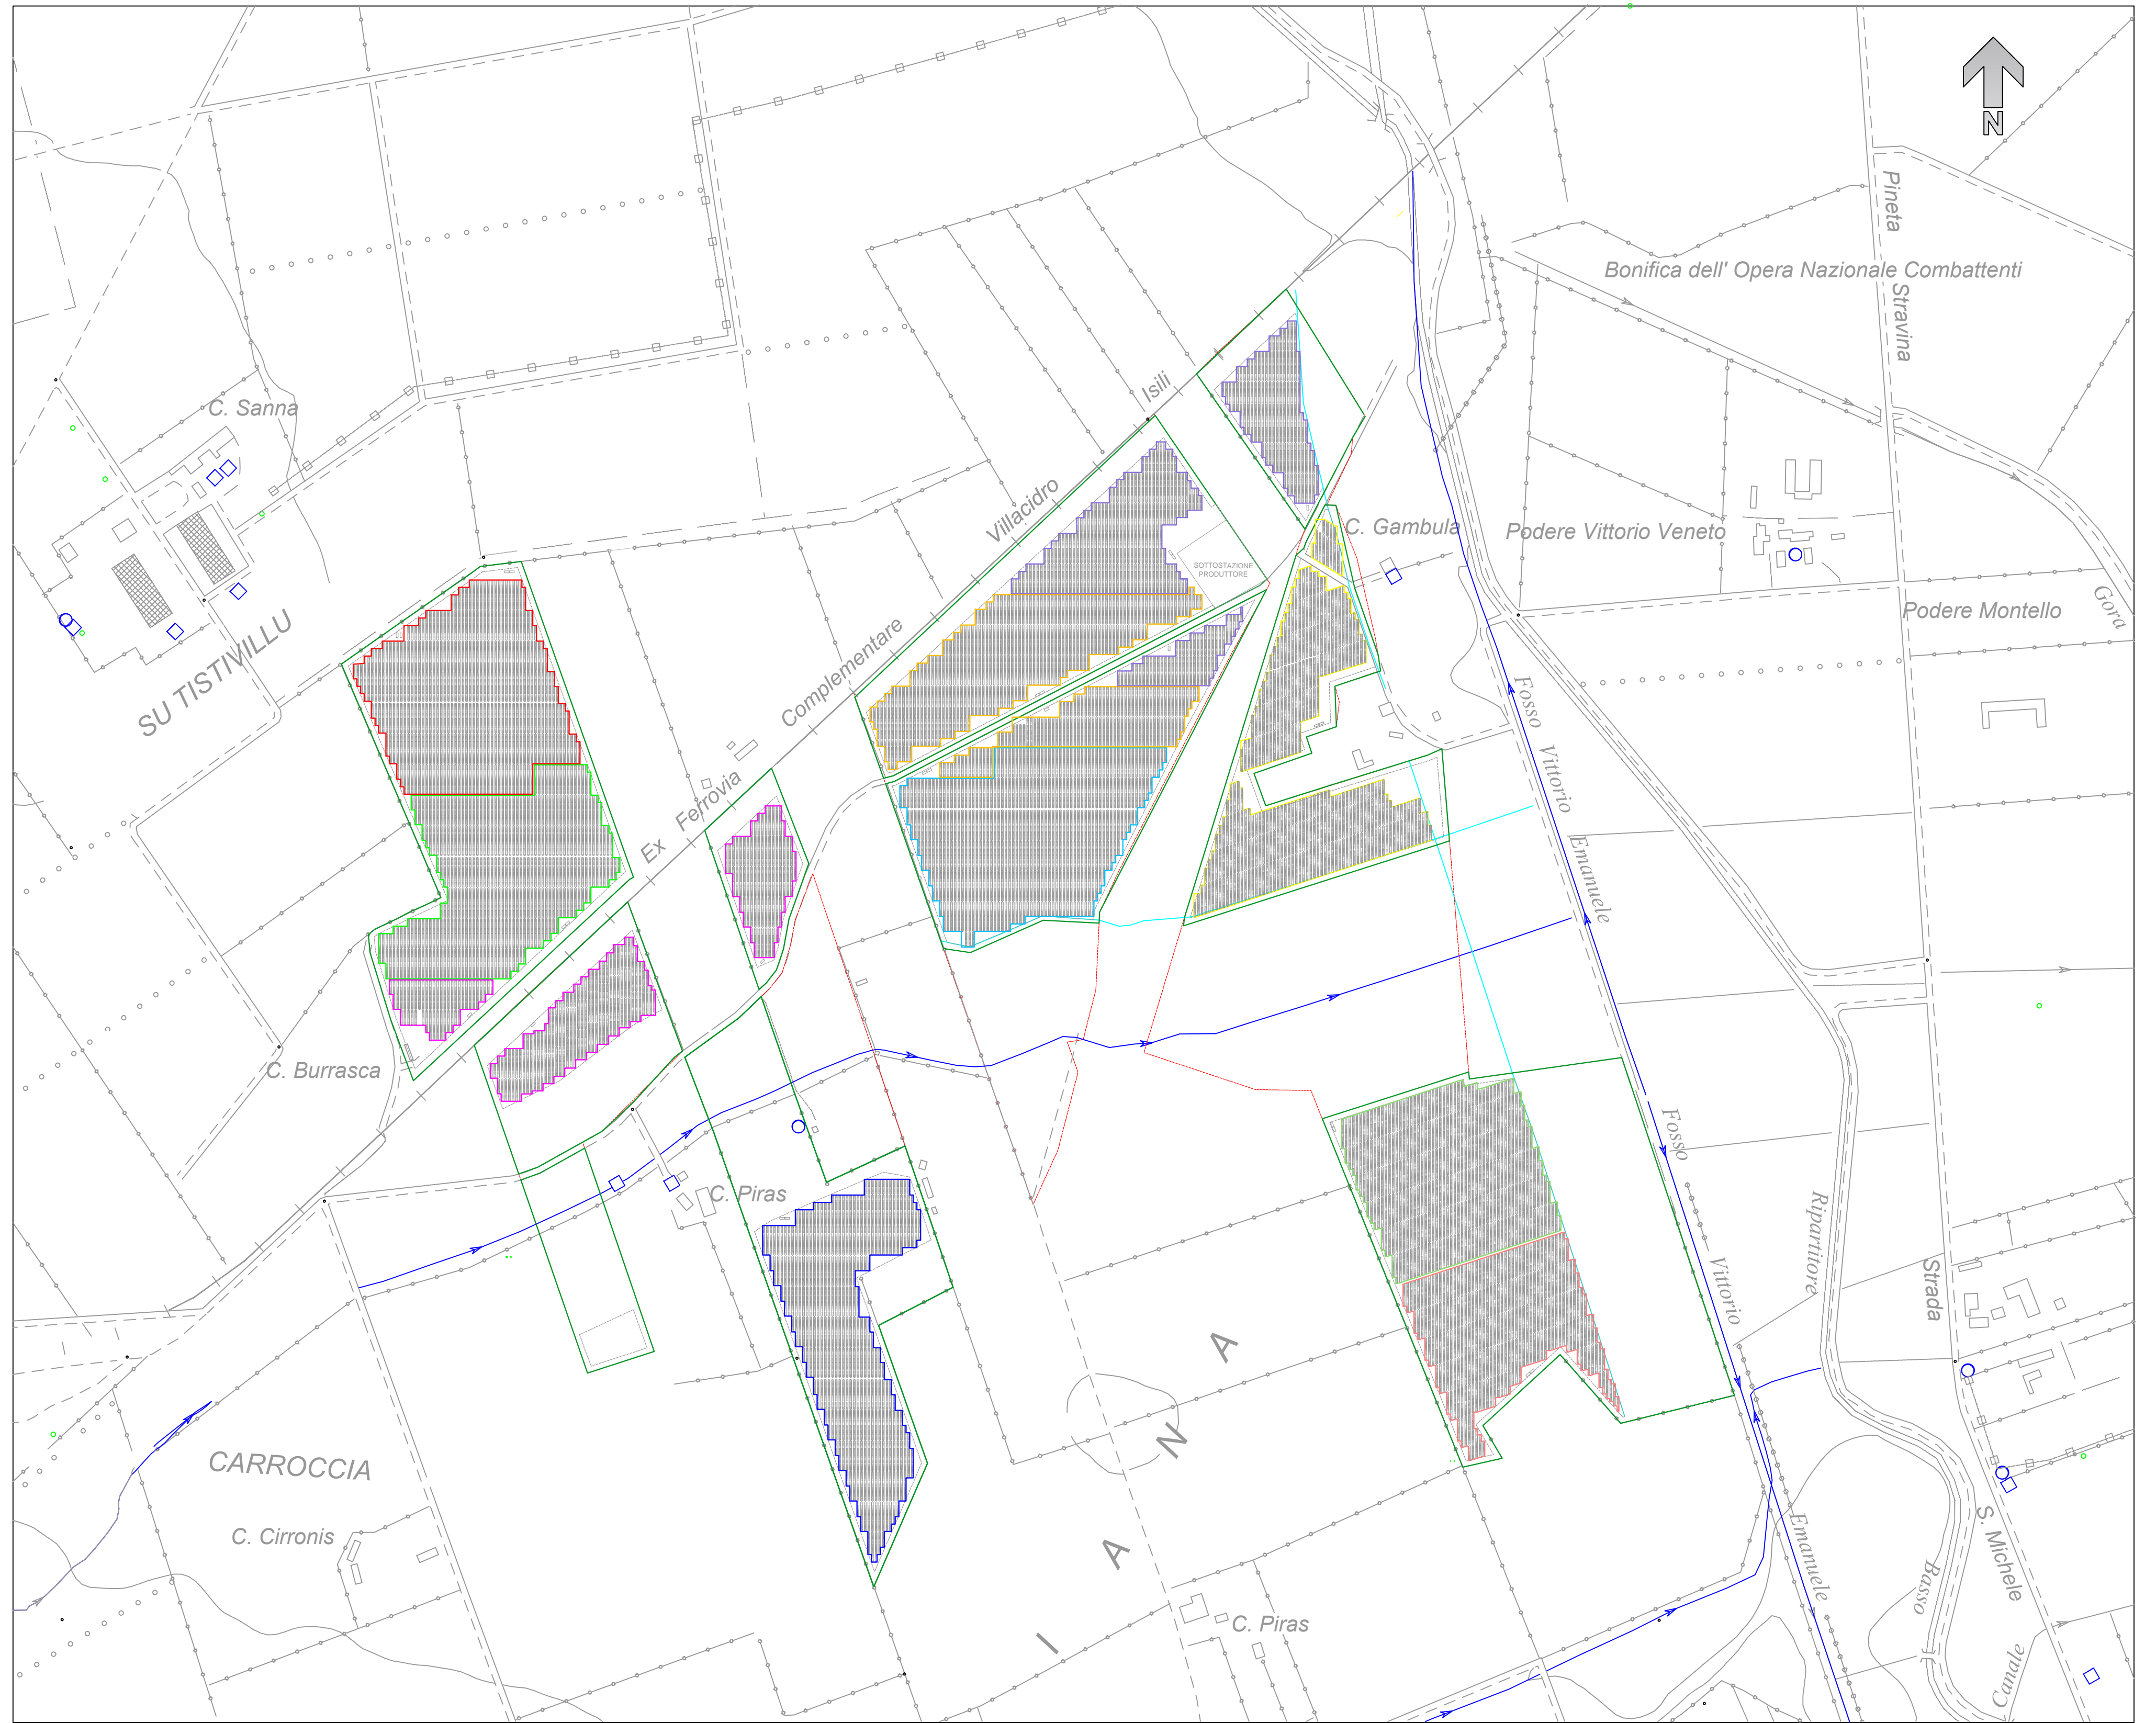 N
Pineta
Stravina
Bonifica dell' Opera Nazionale Combattenti
C. Sanna
Isili
Villacidro
Complementare
Ferrovia
Ex
C. Gambula
Podere Vittorio Veneto
SOTTOSTAZIONE
PRODUTTORE
Podere Montello
Gora
SU TISTIVILLU
Fosso
Vittorio
Emanuele
C. Burrasca
Fosso
Vittorio
Emanuele
C. Piras
Ripartitore
Strada
A
N
A
I
CARROCCIA
C. Cirronis
S. Michele
Basso
C. Piras
Canale